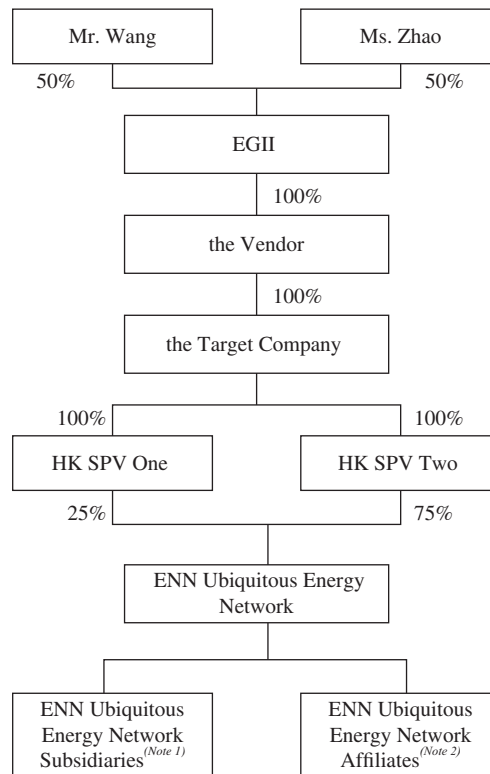 Mr. Wang
Ms. Zhao
50%
50%
EGII
100%
the Vendor
100%
the Target Company
100%
100%
HK SPV One
HK SPV Two
25%
75%
ENN Ubiquitous Energy
Network
ENN Ubiquitous
Energy Network
Subsidiaries (Note 1)
ENN Ubiquitous
Energy Network
Affiliates (Note 2)